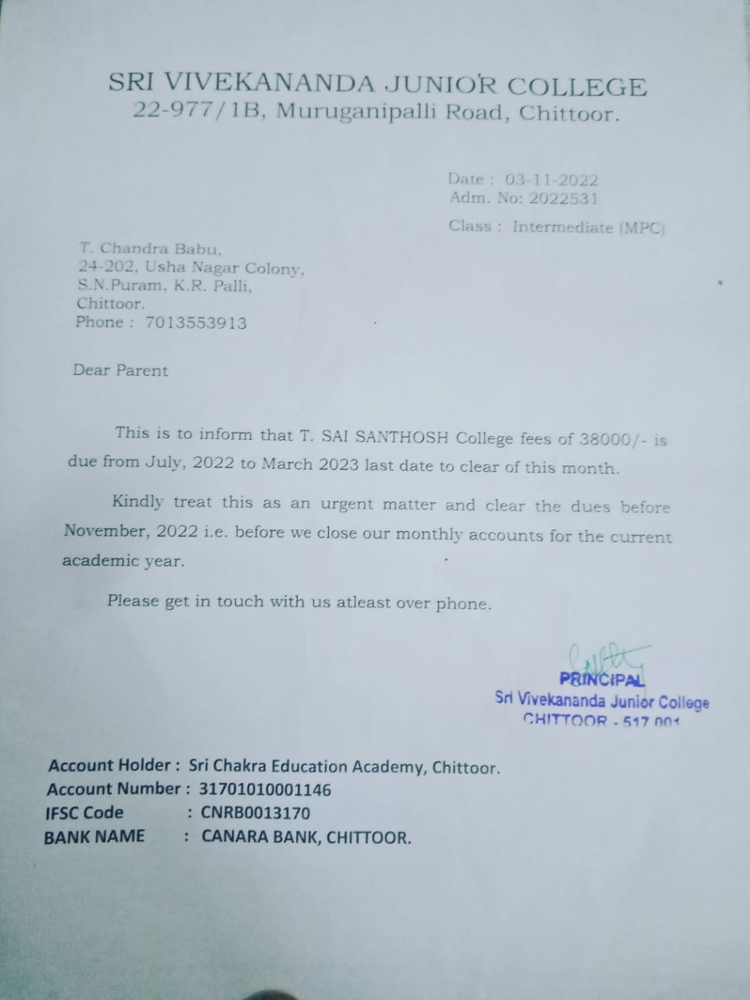 SRI VIVEKANANDA JUNIOR COLLEGE
22-977/1B, Muruganipalli Road, Chittoor.
Date : 03-11-2022
Adm. No: 2022531
Class : Intermediate (MPC)
T. Chandra Babu,
24-202, Usha Nagar Colony,
S.N.Puram, K.R. Palli,
Chittoor.
Phone : 7013553913
Dear Parent
This is to inform that T. SAI SANTHOSH College fees of 38000/- is
due from July, 2022 to March 2023 last date to clear of this month.
Kindly treat this as an urgent matter and clear the dues before
November, 2022 i.e. before we close our monthly accounts for the current
academic year.
Please get in touch with us atleast over phone.
PRINCIPAL
Sri Vivekananda Junior College
CHITTOOR - 517 001
Account Holder : Sri Chakra Education Academy, Chittoor.
Account Number : 31701010001146
IFSC Code : CNRB0013170
BANK NAME : CANARA BANK, CHITTOOR.